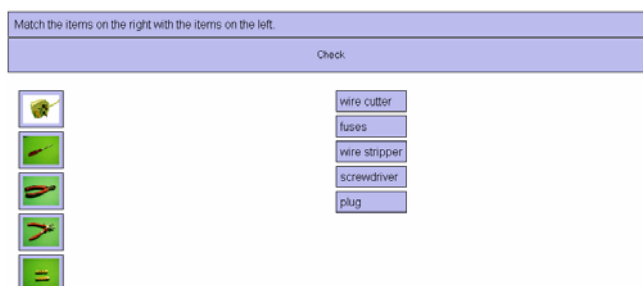 Match the items on the right with the items on the left.
Check
wire cutter
fuses
wire stripper
screwdriver
plug